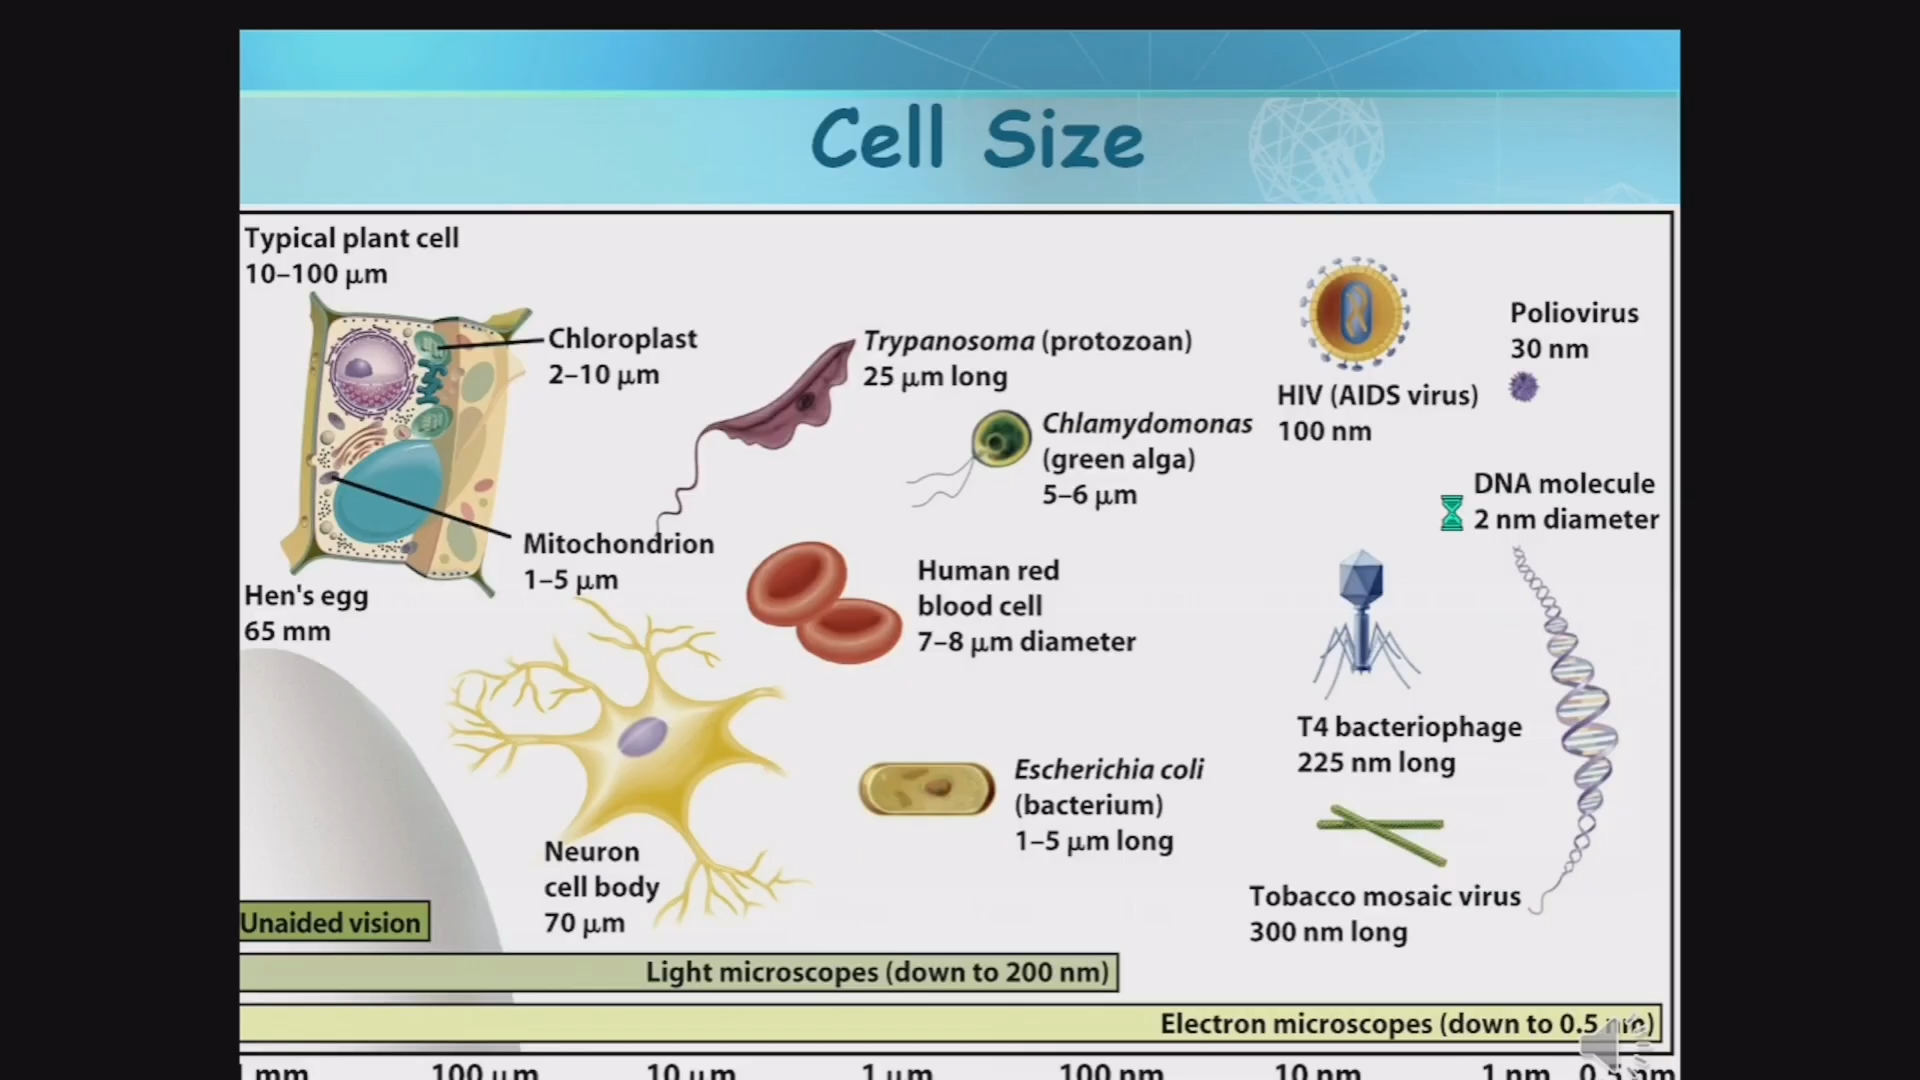 Cell Size
Typical plant cell
10–100 µm
Chloroplast
2–10 µm
Trypanosoma (protozoan)
25 µm long
Chlamydomonas
(green alga)
5–6 µm
HIV (AIDS virus)
100 nm
Poliovirus
30 nm
DNA molecule
2 nm diameter
Mitochondrion
1–5 µm
Hen's egg
65 mm
Human red
blood cell
7–8 µm diameter
T4 bacteriophage
225 nm long
Escherichia coli
(bacterium)
1–5 µm long
Neuron
cell body
70 µm
Tobacco mosaic virus
300 nm long
Unaided vision
Light microscopes (down to 200 nm)
Electron microscopes (down to 0.5 nm)
mm 100 µm 10 µm 1 µm 100 nm 10 nm 1 nm 0.5 nm